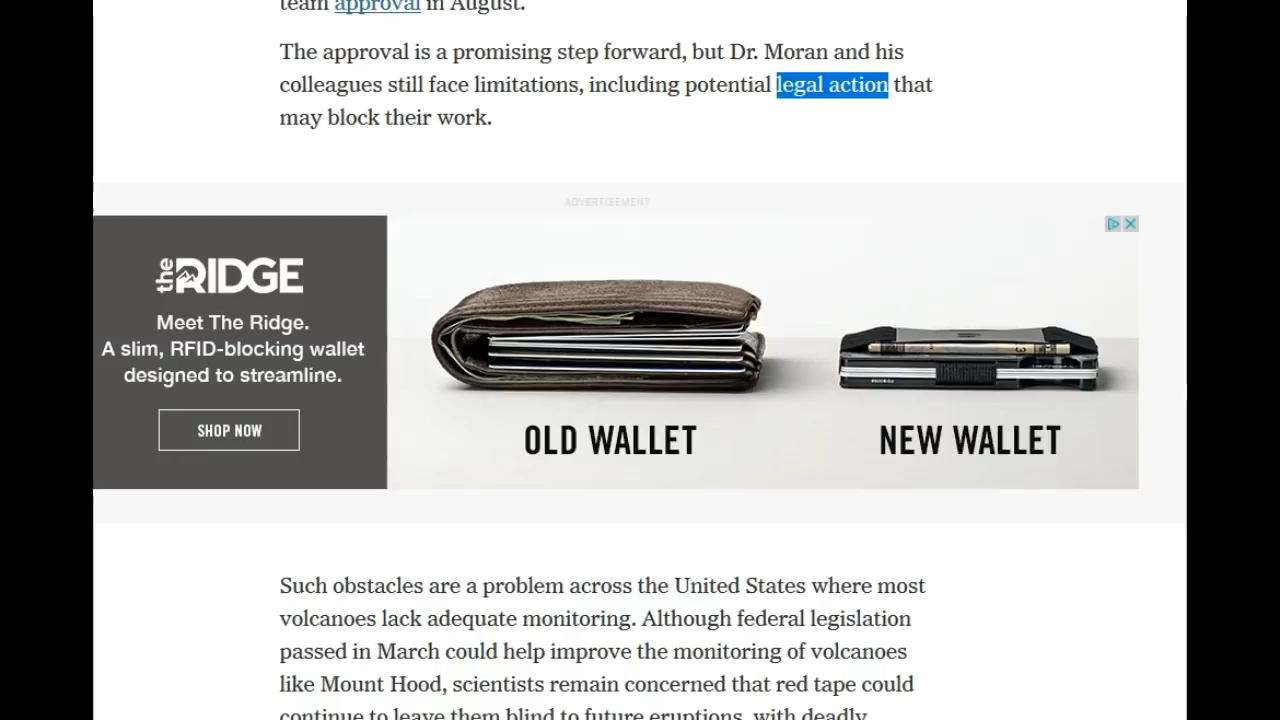 team approval in August.
The approval is a promising step forward, but Dr. Moran and his
colleagues still face limitations, including potential legal action that
may block their work.
ADVERTISEMENT
the RIDGE
Meet The Ridge.
A slim, RFID-blocking wallet
designed to streamline.
SHOP NOW
OLD WALLET
NEW WALLET
Such obstacles are a problem across the United States where most
volcanoes lack adequate monitoring. Although federal legislation
passed in March could help improve the monitoring of volcanoes
like Mount Hood, scientists remain concerned that red tape could
continue to leave them blind to future eruptions, with deadly